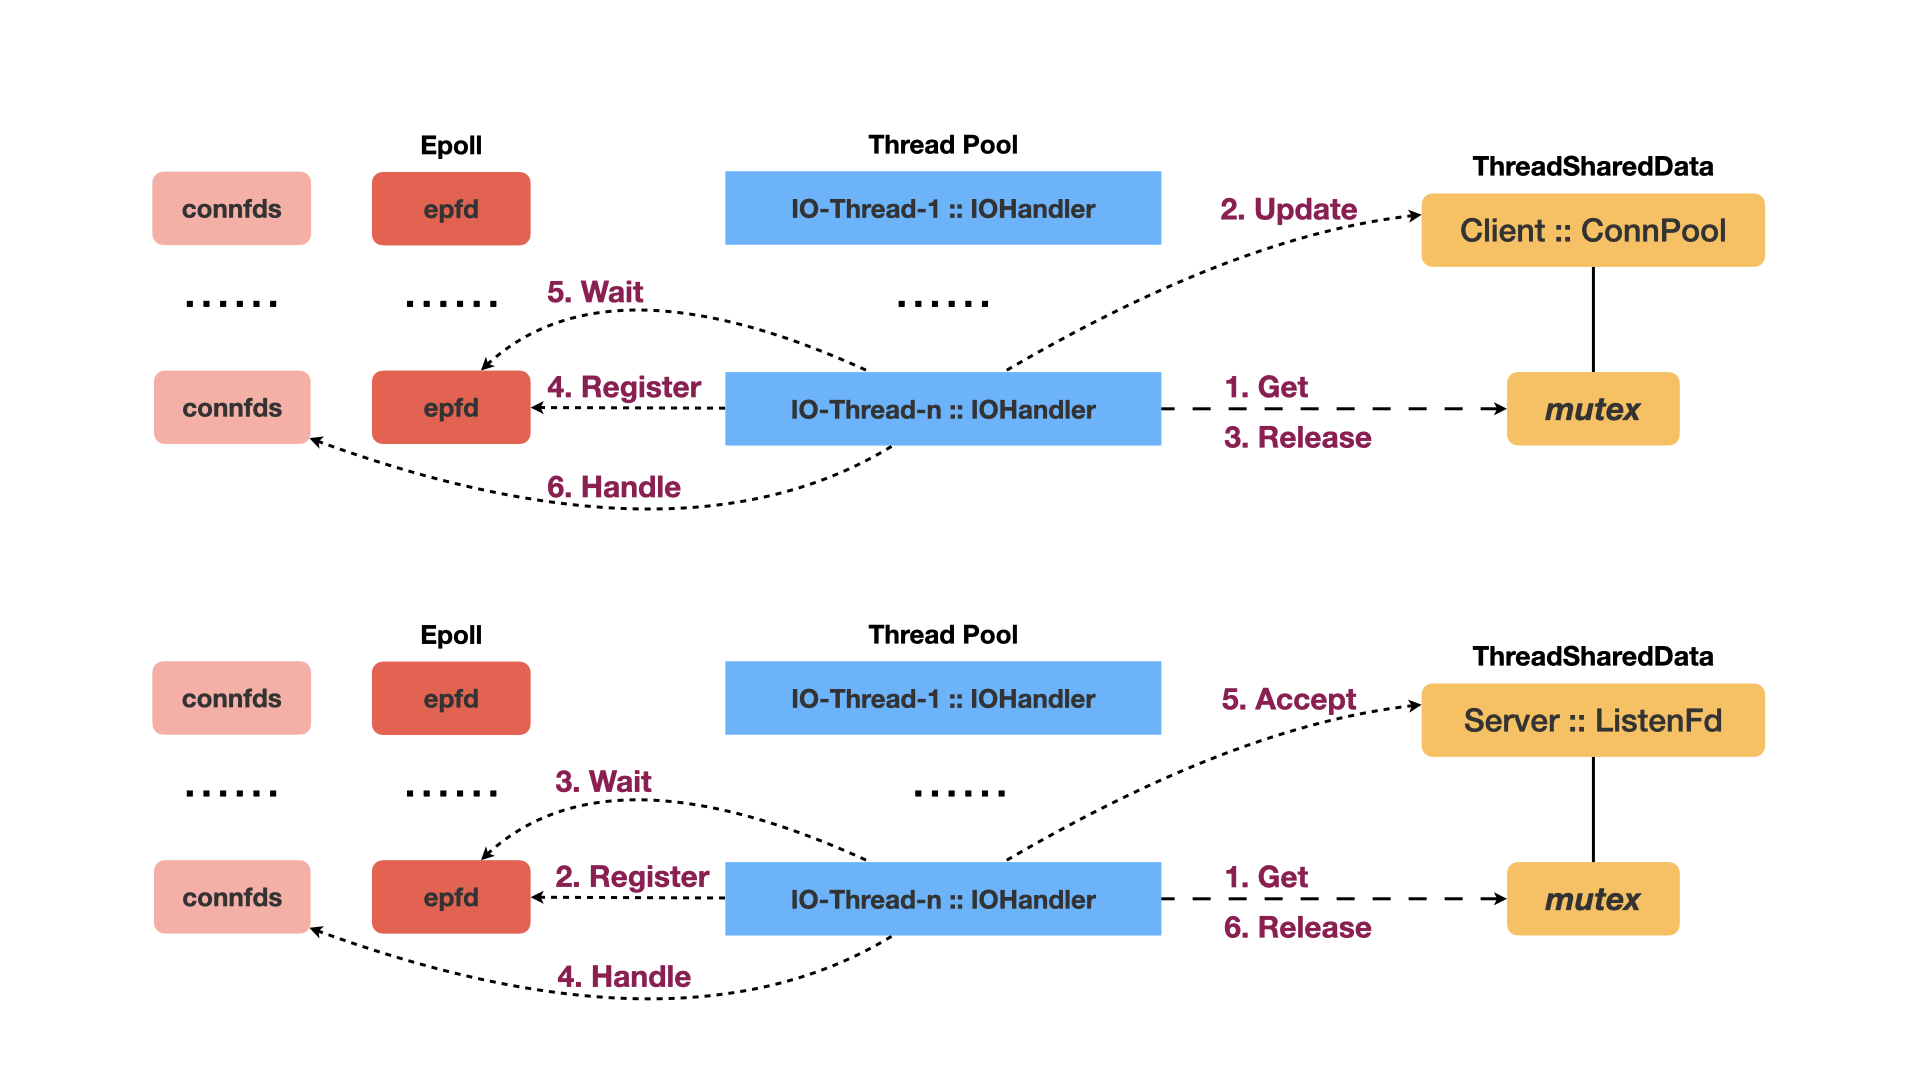 Epoll
Thread Pool
ThreadSharedData
connfds
epfd
IO-Thread-1 :: IOHandler
2. Update
Client :: ConnPool
......
......
5. Wait
......
connfds
epfd
4. Register
IO-Thread-n :: IOHandler
1. Get
3. Release
mutex
6. Handle
Epoll
Thread Pool
ThreadSharedData
connfds
epfd
IO-Thread-1 :: IOHandler
5. Accept
Server :: ListenFd
......
......
3. Wait
......
connfds
epfd
2. Register
IO-Thread-n :: IOHandler
1. Get
6. Release
mutex
4. Handle